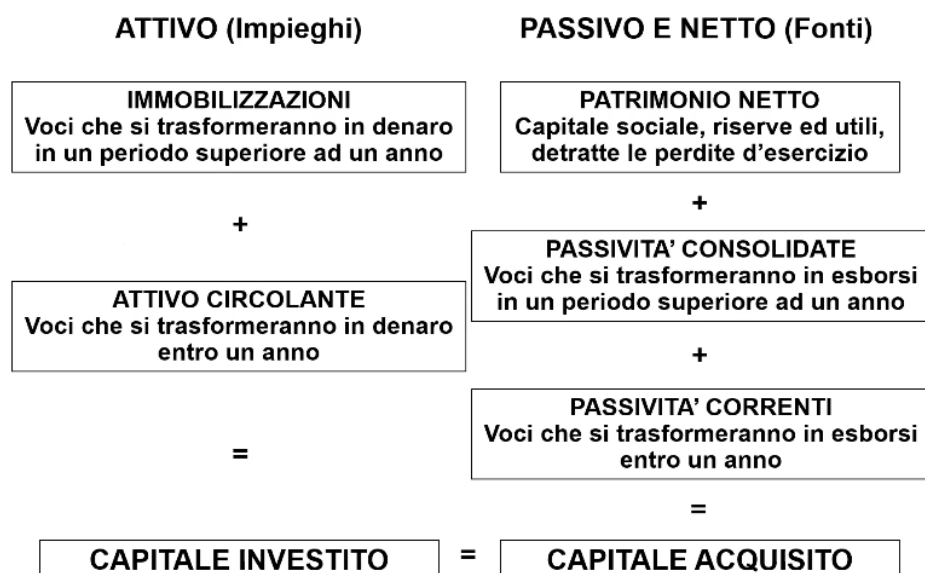 ATTIVO (Impieghi)
IMMOBILIZZAZIONI
Voci che si trasformeranno in denaro
in un periodo superiore ad un anno
+
ATTIVO CIRCOLANTE
Voci che si trasformeranno in denaro
entro un anno
=
CAPITALE INVESTITO
=
PASSIVO E NETTO (Fonti)
PATRIMONIO NETTO
Capitale sociale, riserve ed utili,
detratte le perdite d'esercizio
+
PASSIVITA' CONSOLIDATE
Voci che si trasformeranno in esborsi
in un periodo superiore ad un anno
+
PASSIVITA' CORRENTI
Voci che si trasformeranno in esborsi
entro un anno
=
CAPITALE ACQUISITO